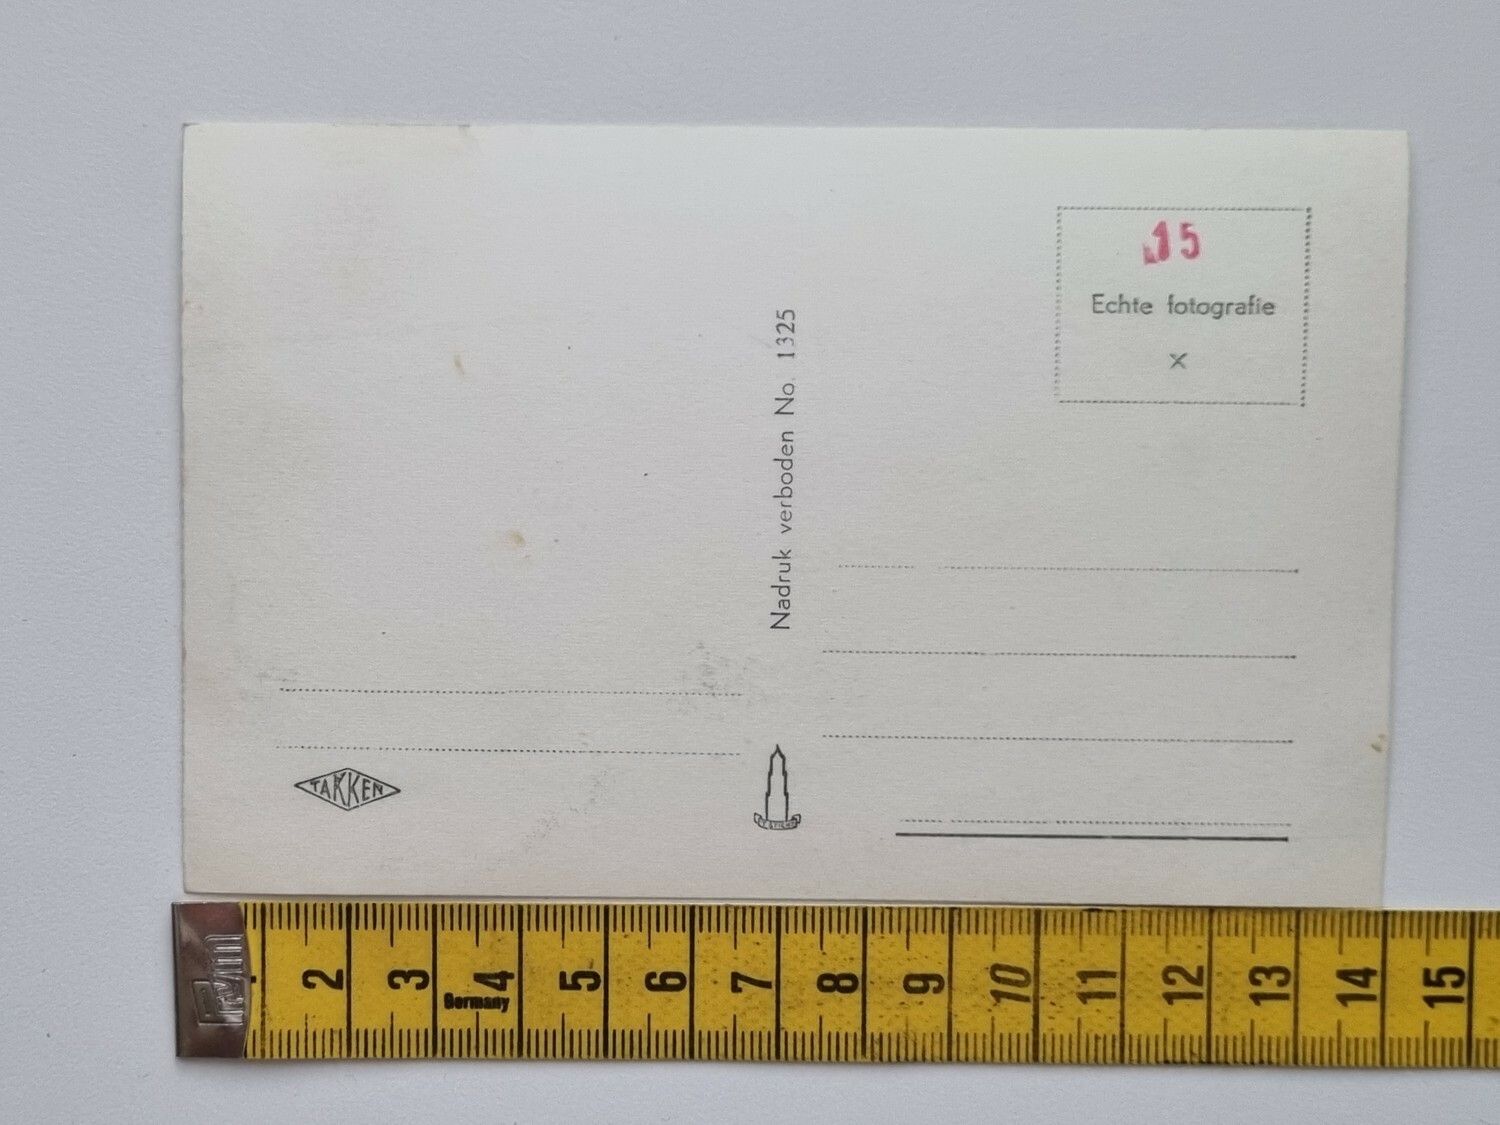 15
Echte fotografie
x
Nadruk verboden No. 1325
TAKKEN
Prym
2 3 4 5 6 7 8 9 10 11 12 13 14 15
Germany